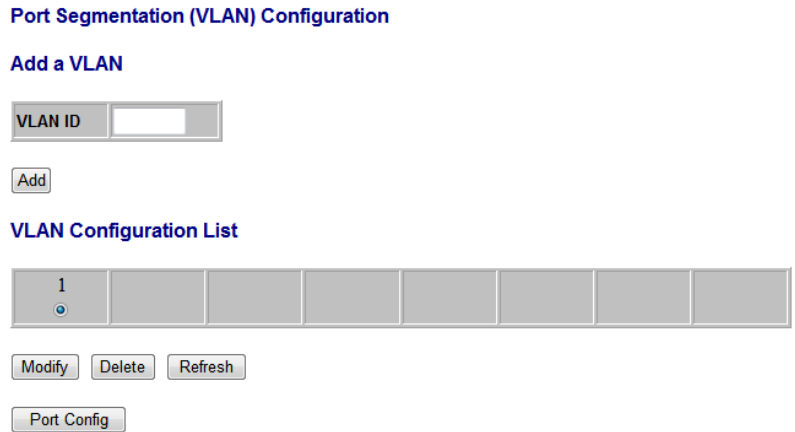 Port Segmentation (VLAN) Configuration
Add a VLAN
VLAN ID
Add
VLAN Configuration List
1
Modify Delete Refresh
Port Config